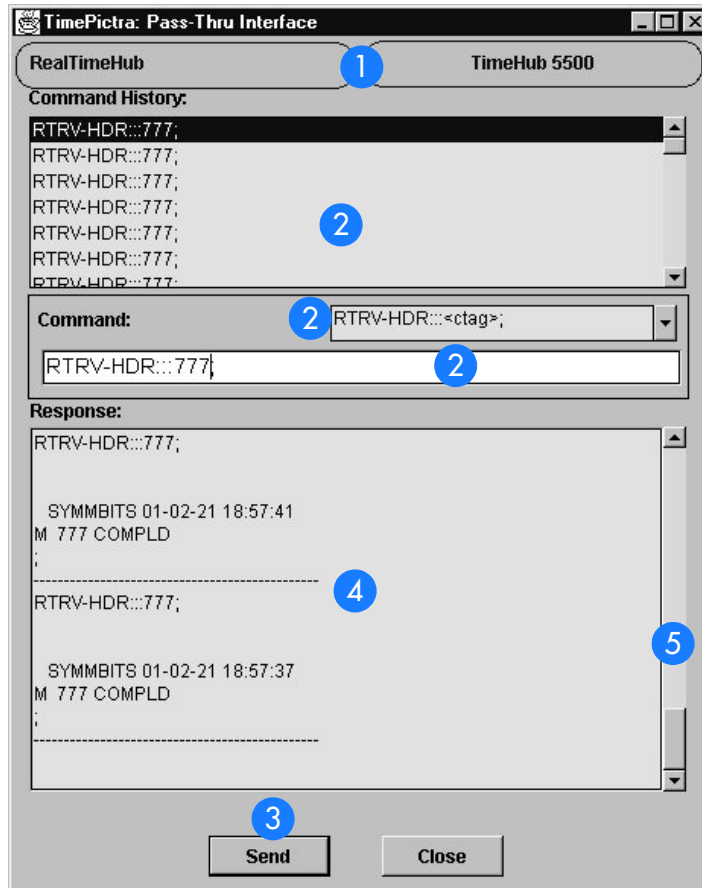 TimePictra: Pass-Thru Interface
RealTimeHub 1 TimeHub 5500
Command History:
RTRV-HDR:::777;
RTRV-HDR:::777;
RTRV-HDR:::777;
RTRV-HDR:::777;
RTRV-HDR:::777;
RTRV-HDR:::777;
RTRV-HDR:::777;
2
Command: 2 RTRV-HDR:::<ctag>;
RTRV-HDR:::777; 2
Response:
RTRV-HDR:::777;
SYMMBITS 01-02-21 18:57:41
M 777 COMPLD
;
-----------------------------------------------
4
RTRV-HDR:::777;
5
SYMMBITS 01-02-21 18:57:37
M 777 COMPLD
;
-----------------------------------------------
3
Send Close